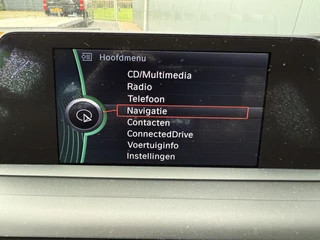 Hoofdmenu
CD/Multimedia
Radio
Telefoon
Navigatie
Contacten
ConnectedDrive
Voertuiginfo
Instellingen